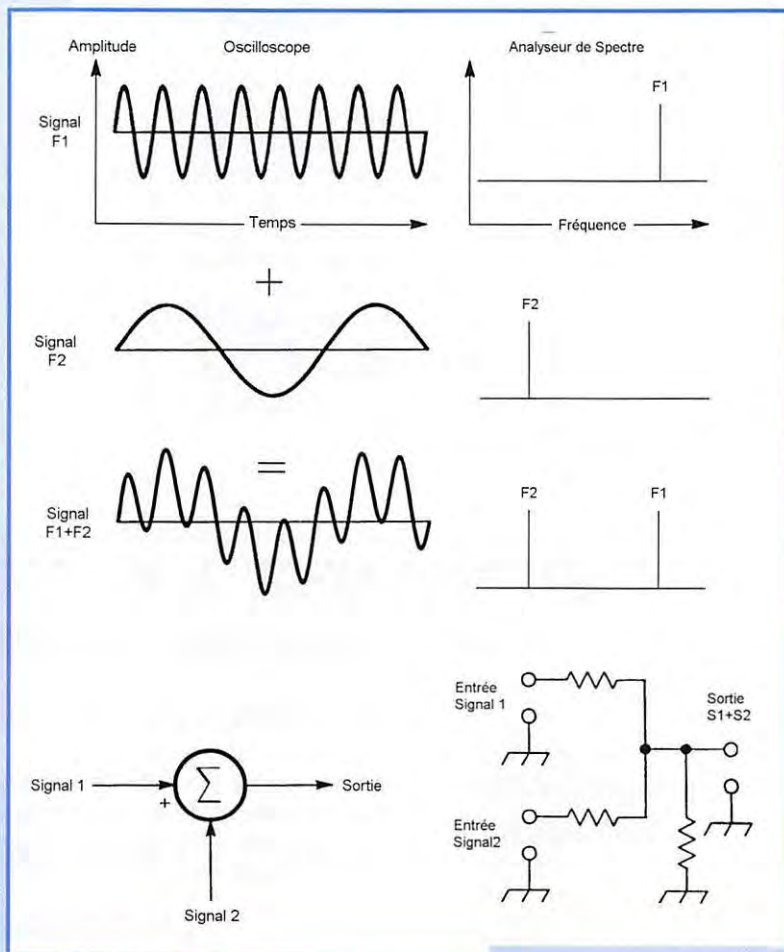 Amplitude
Oscilloscope
Analyseur de Spectre
Signal
F1
F1
Temps
Fréquence
+
Signal
F2
F2
=
Signal
F1+F2
F2
F1
Entrée
Signal 1
Sortie
S1+S2
Signal 1
+
Σ
Sortie
Entrée
Signal2
Signal 2